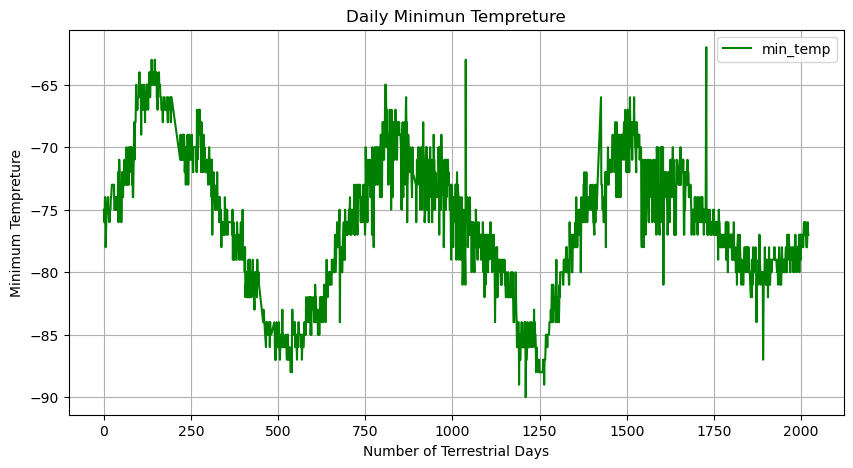 Daily Minimun Tempreture
min_temp
−65
−70
−75
−80
−85
−90
Minimum Tempreture
0 250 500 750 1000 1250 1500 1750 2000
Number of Terrestrial Days